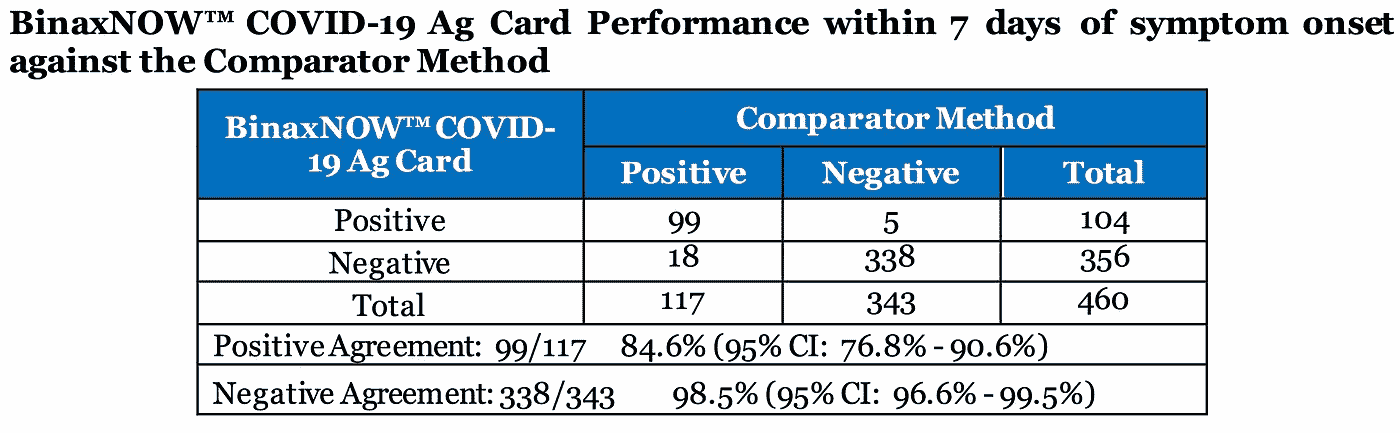 BinaxNOW™ COVID-19 Ag Card Performance within 7 days of symptom onset
against the Comparator Method
BinaxNOW™ COVID-
19 Ag Card
Comparator Method
Positive Negative Total
Positive 99 5 104
Negative 18 338 356
Total 117 343 460
Positive Agreement: 99/117 84.6% (95% CI: 76.8% - 90.6%)
Negative Agreement: 338/343 98.5% (95% CI: 96.6% - 99.5%)